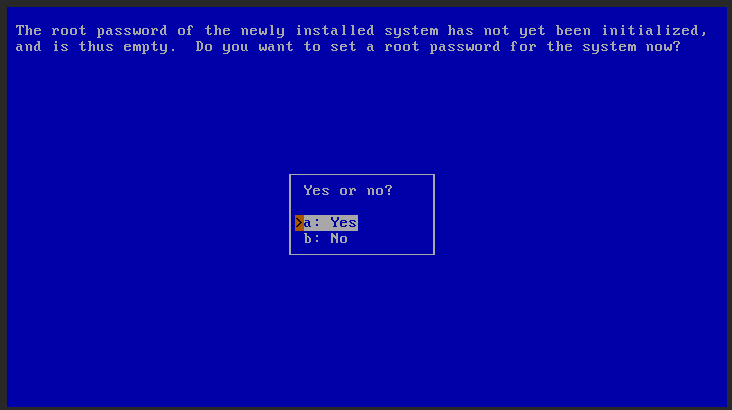 The root password of the newly installed system has not yet been initialized,
and is thus empty.  Do you want to set a root password for the system now?
Yes or no?
>a: Yes
b: No